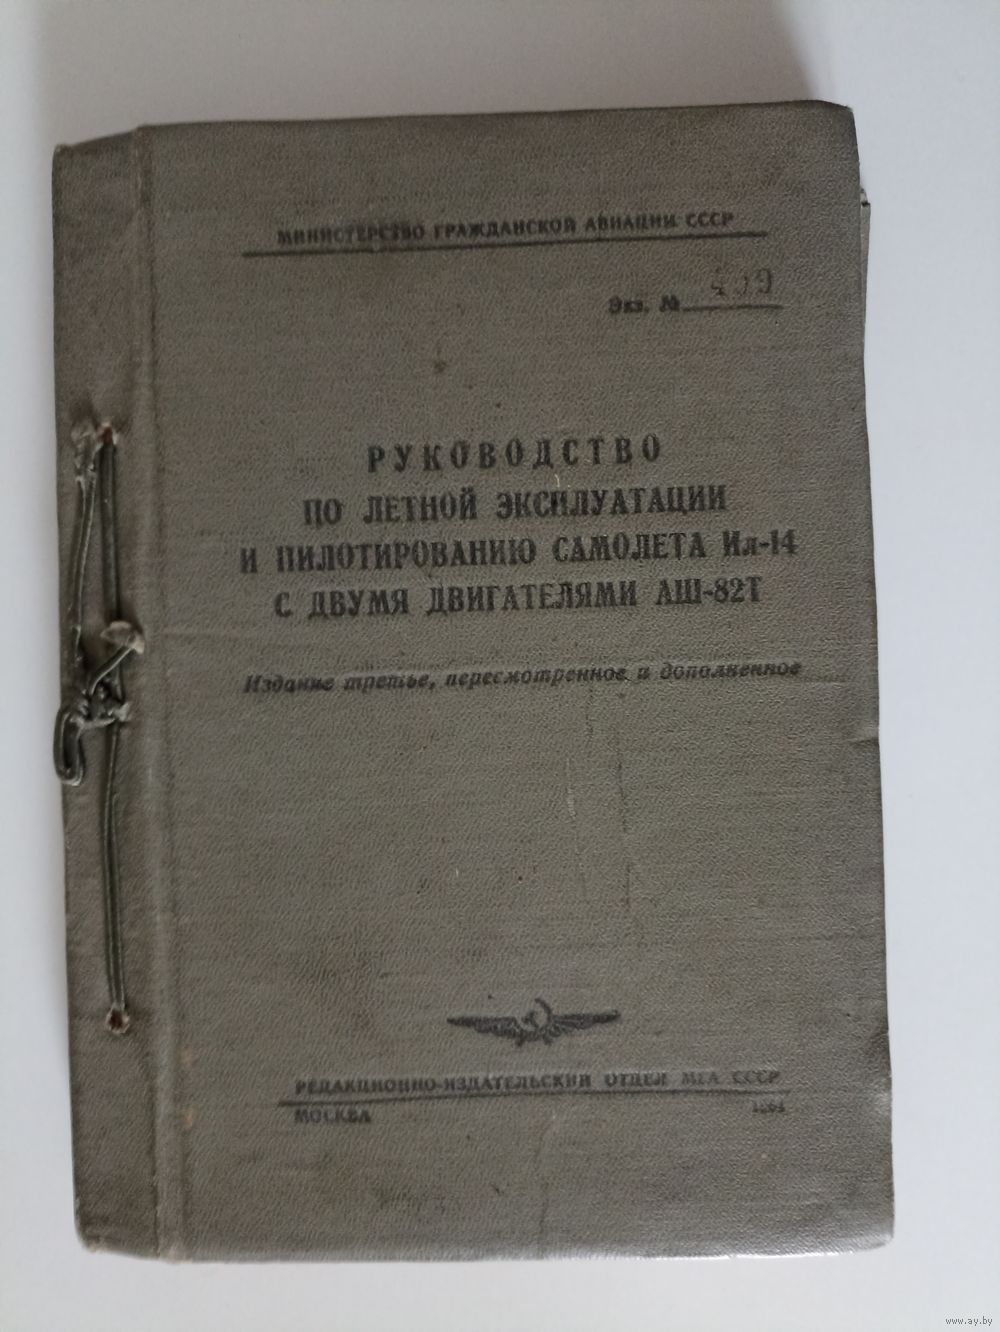 МИНИСТЕРСТВО ГРАЖДАНСКОЙ АВИАЦИИ СССР
Экз. №
РУКОВОДСТВО
ПО ЛЕТНОЙ ЭКСПЛУАТАЦИИ
И ПИЛОТИРОВАНИЮ САМОЛЕТА Ил-14
С ДВУМЯ ДВИГАТЕЛЯМИ АШ-82Т
Издание третье, пересмотренное и дополненное
РЕДАКЦИОННО-ИЗДАТЕЛЬСКИЙ ОТДЕЛ МГА СССР
МОСКВА
www.ay.by